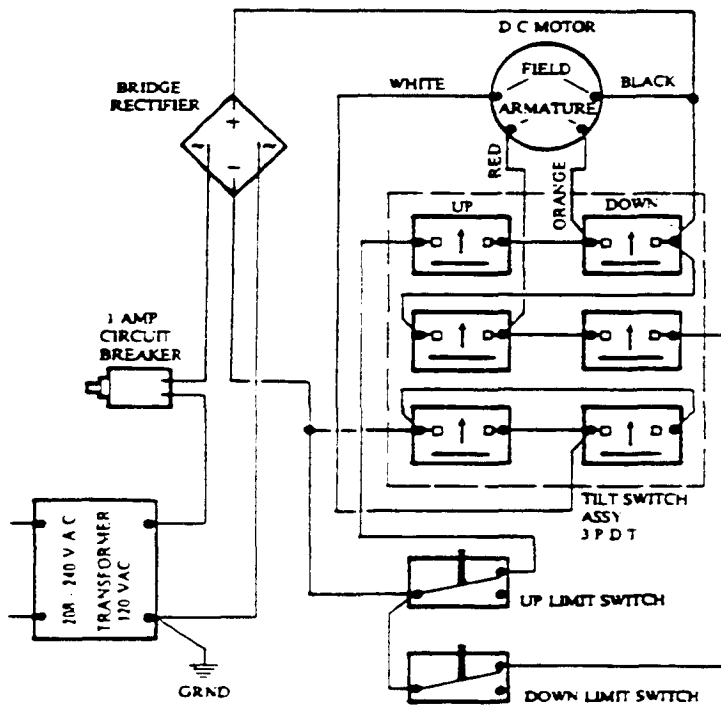 D C MOTOR
BRIDGE
RECTIFIER
+
~
~
−
WHITE
FIELD
BLACK
ARMATURE
RED
ORANGE
UP
DOWN
1 AMP
CIRCUIT
BREAKER
208 - 240 V A C
TRANSFORMER
120 VAC
GRND
TILT SWITCH
ASSY
3 P D T
UP LIMIT SWITCH
DOWN LIMIT SWITCH